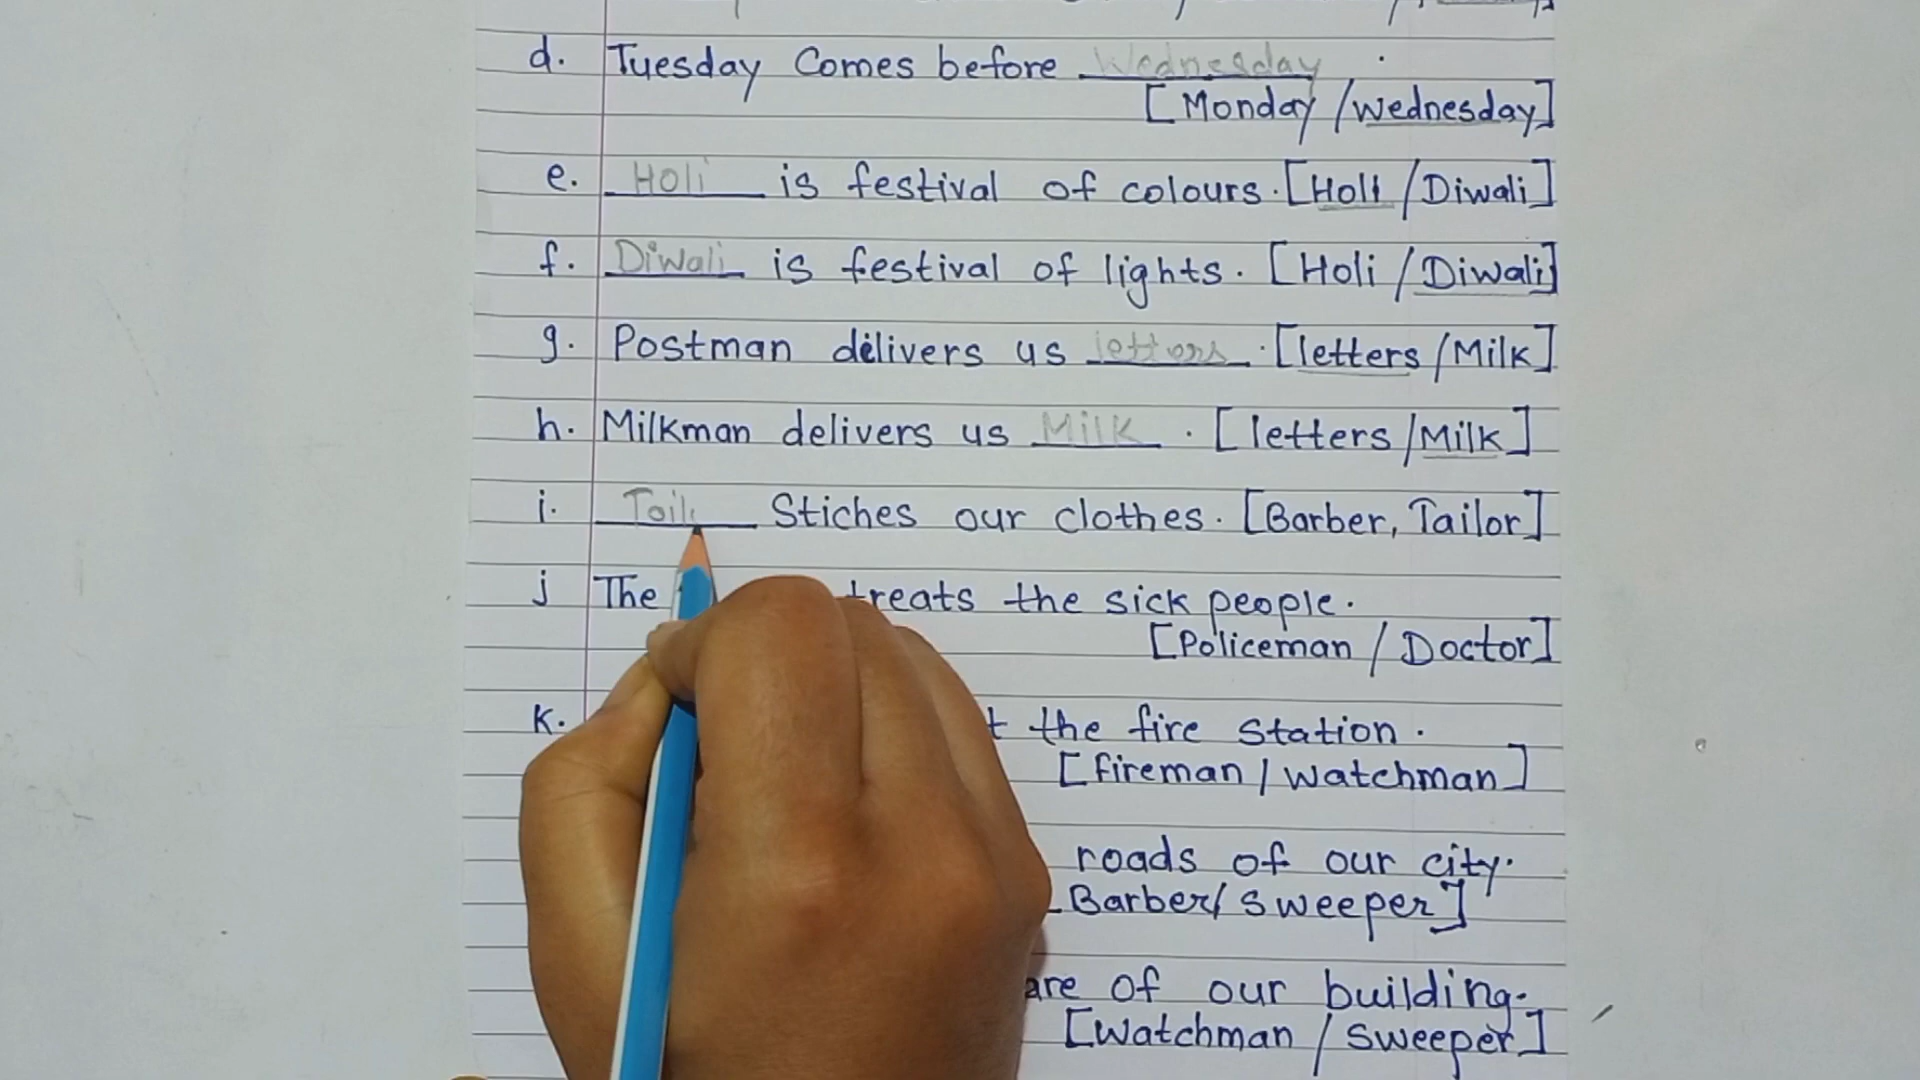 d. Tuesday Comes before Wednesday .
[Monday / Wednesday]
e. Holi is festival of colours. [Holi / Diwali]
f. Diwali is festival of lights. [Holi / Diwali]
g. Postman delivers us letters. [letters / Milk]
h. Milkman delivers us Milk. [letters / Milk]
i. Tail Stiches our clothes. [Barber, Tailor]
j The treats the sick people.
[Policeman / Doctor]
k. the fire Station.
[fireman / watchman]
roads of our city.
Barber / Sweeper]
of our building.
[Watchman / Sweeper]